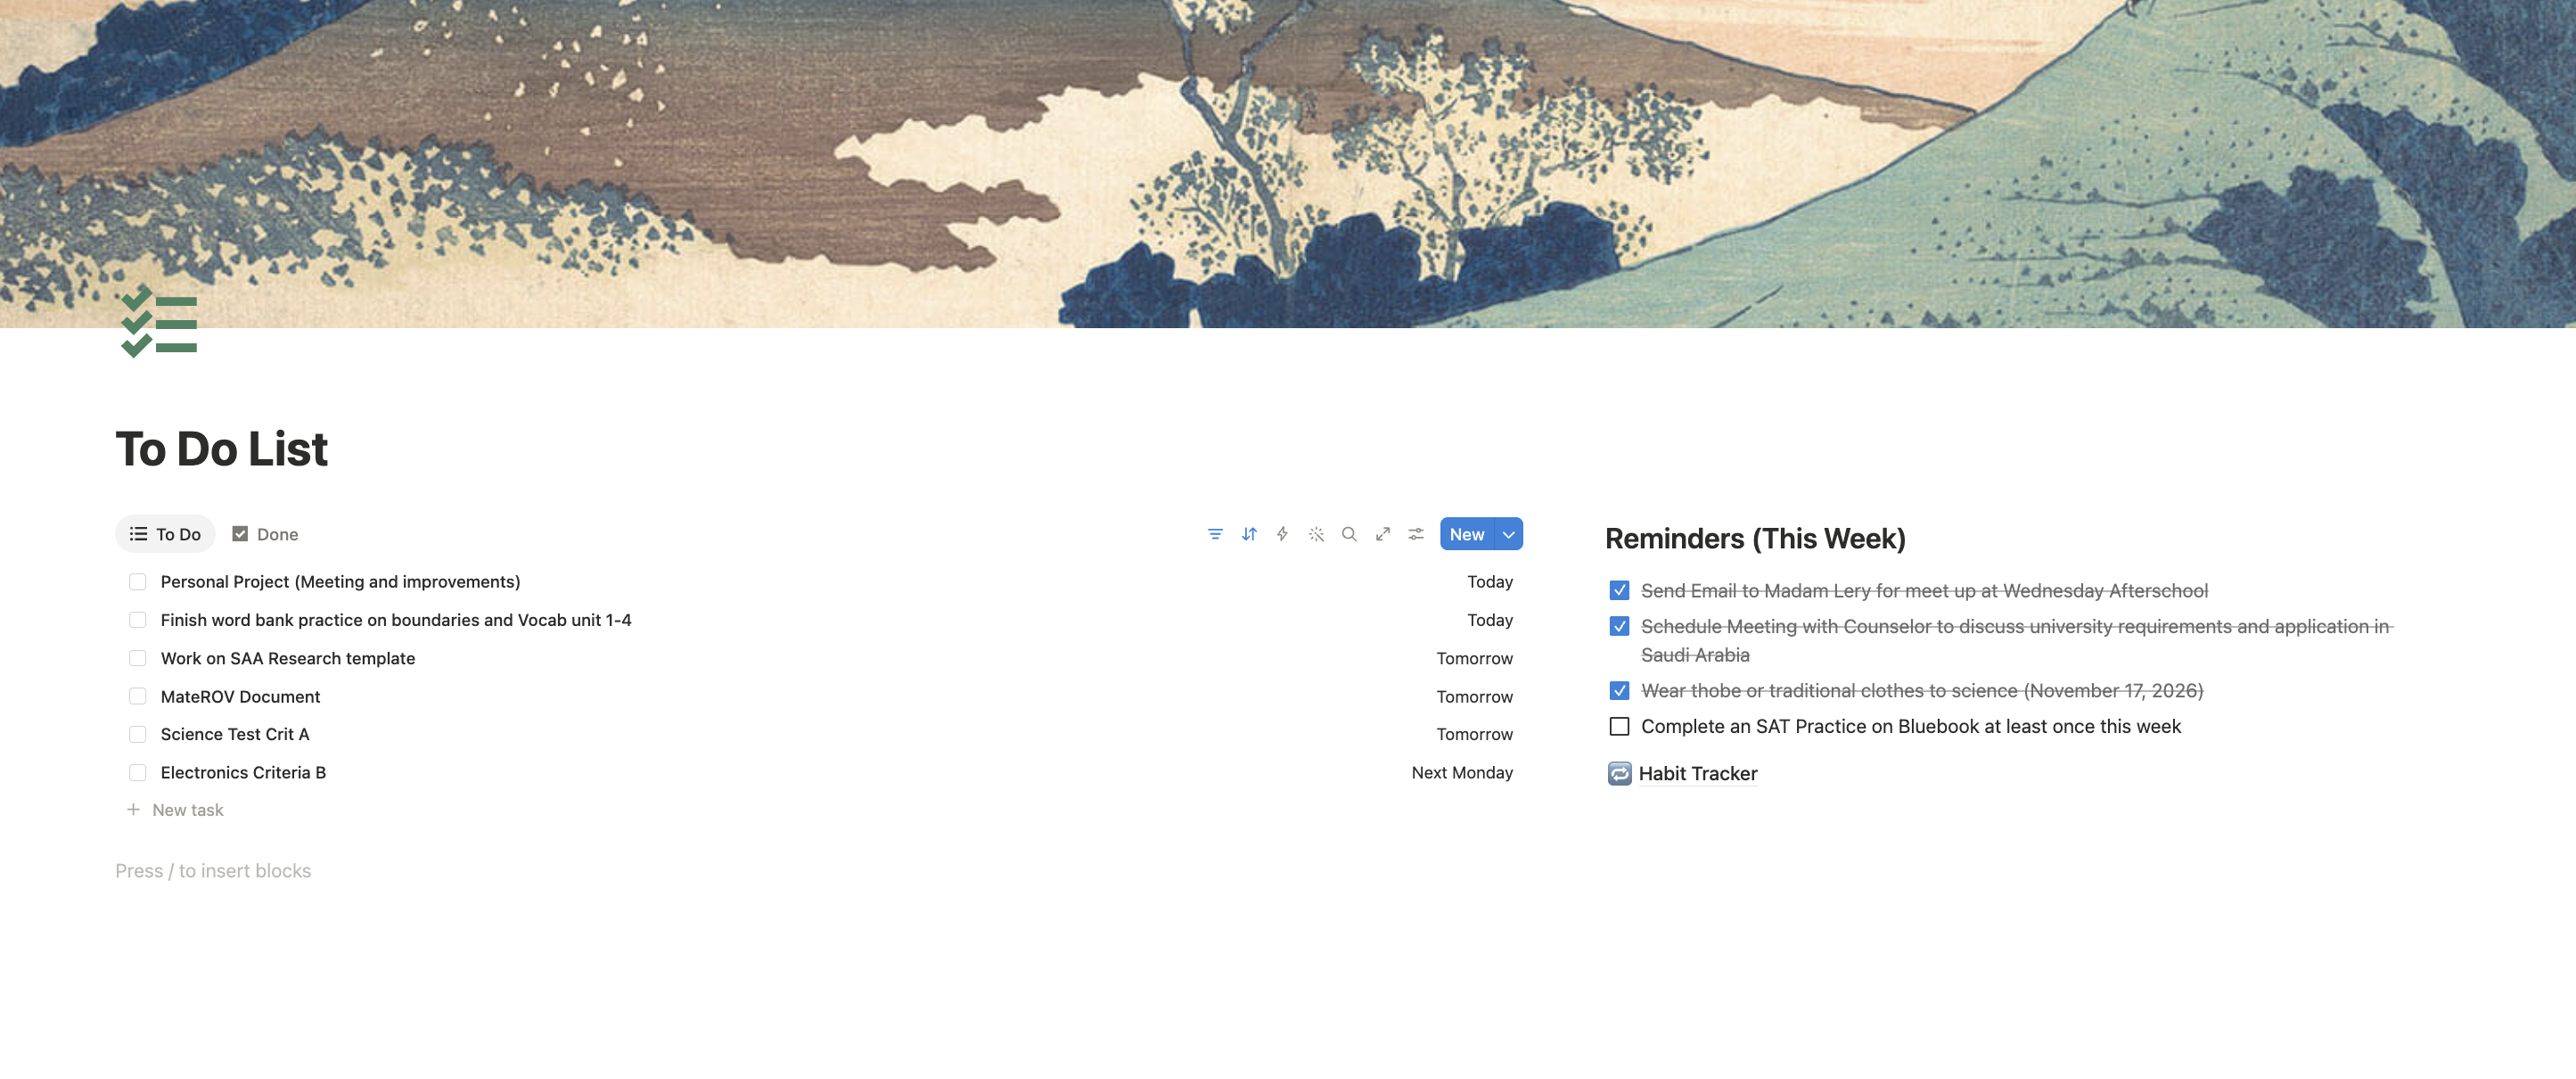 To Do List
To Do
Done
New
Personal Project (Meeting and improvements)
Today
Finish word bank practice on boundaries and Vocab unit 1-4
Today
Work on SAA Research template
Tomorrow
MateROV Document
Tomorrow
Science Test Crit A
Tomorrow
Electronics Criteria B
Next Monday
New task
Press / to insert blocks
Reminders (This Week)
Send Email to Madam Lery for meet up at Wednesday Afterschool
Schedule Meeting with Counselor to discuss university requirements and application in
Saudi Arabia
Wear thobe or traditional clothes to science (November 17, 2026)
Complete an SAT Practice on Bluebook at least once this week
Habit Tracker